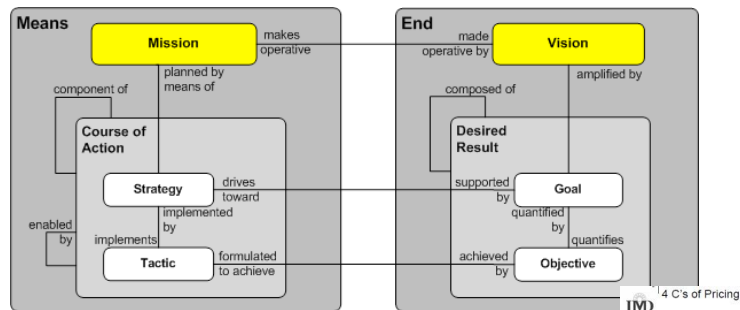 Means
Mission
makes
operative
planned by
means of
component of
Course of
Action
Strategy
drives
toward
implemented
by
enabled
by
implements
Tactic
formulated
to achieve
End
made
operative by
Vision
amplified by
composed of
Desired
Result
supported
by
Goal
quantified
by
quantifies
achieved
by
Objective
IMD
4 C's of Pricing